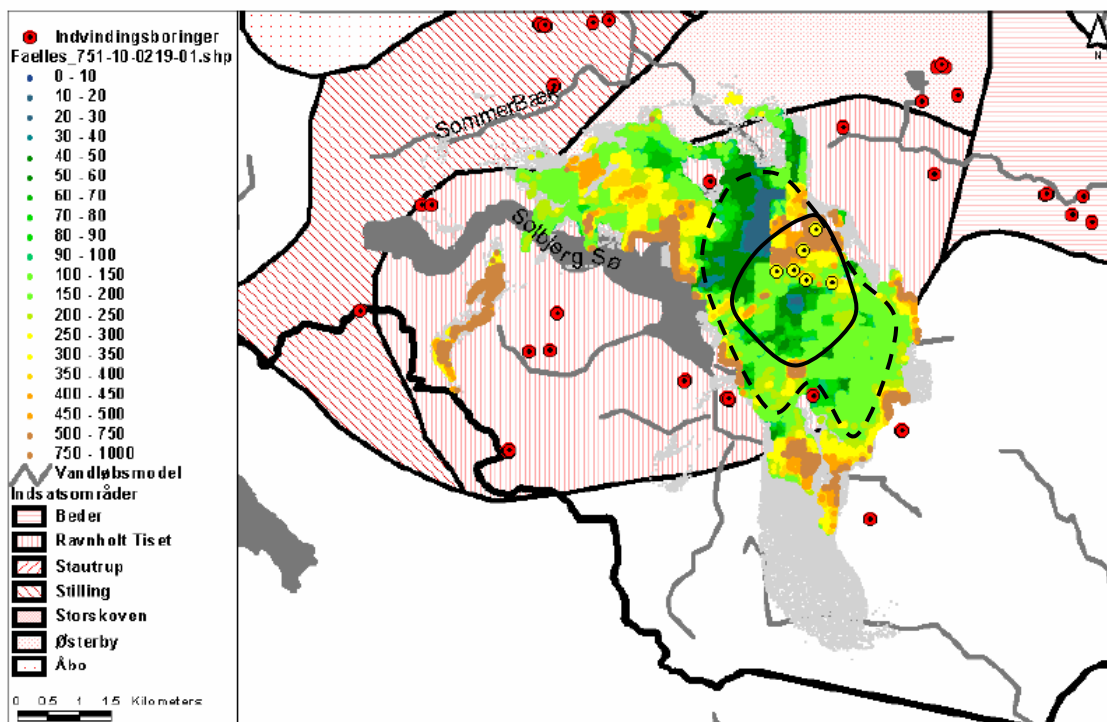 Indvindingsboringer
Faelles_751-10-0219-01.shp
0 - 10
10 - 20
20 - 30
30 - 40
40 - 50
50 - 60
60 - 70
70 - 80
80 - 90
90 - 100
100 - 150
150 - 200
200 - 250
250 - 300
300 - 350
350 - 400
400 - 450
450 - 500
500 - 750
750 - 1000
Vandløbsmodel
Indsatsområder
Beder
Ravnholt Tiset
Stautrup
Stilling
Storskoven
Østerby
Åbo
0 0.5 1 1.5 Kilometers
SommerBæk
Solbjerg Sø
N